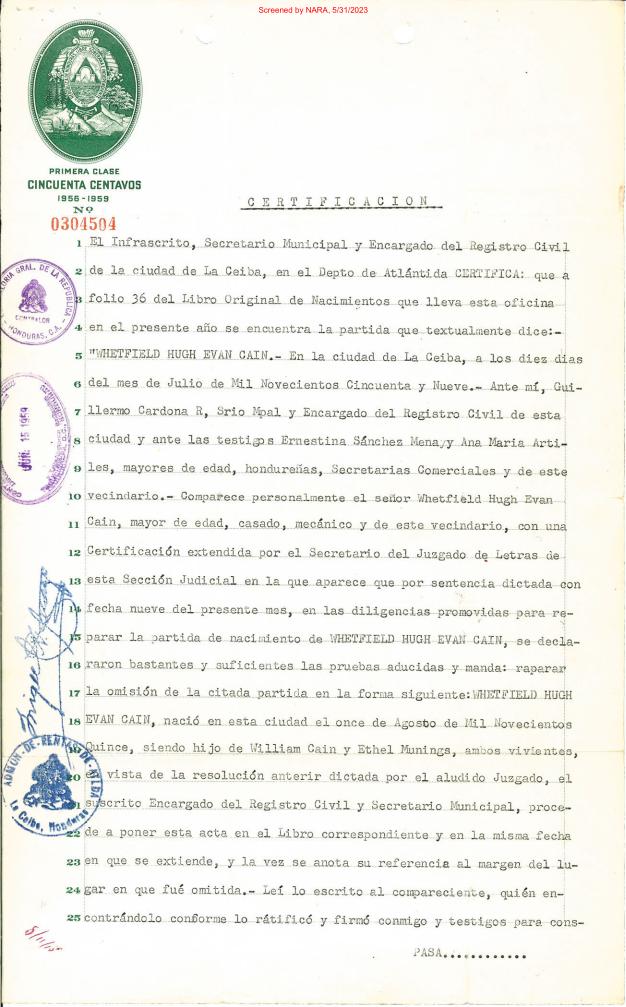 Screened by NARA, 5/31/2023
PRIMERA CLASE
CINCUENTA CENTAVOS
1956-1959
Nº
0304504
CERTIFICACION
1 El Infrascrito, Secretario Municipal y Encargado del Registro Civil
2 de la ciudad de La Ceiba, en el Depto de Atlántida CERTIFICA: que a
3 folio 36 del Libro Original de Nacimientos que lleva esta oficina
4 en el presente año se encuentra la partida que textualmente dice:-
5 "WHETFIELD HUGH EVAN CAIN.- En la ciudad de La Ceiba, a los diez dias
6 del mes de Julio de Mil Novecientos Cincuenta y Nueve.- Ante mí, Gui-
7 llermo Cardona R, Srio Mpal y Encargado del Registro Civil de esta
8 ciudad y ante las testigos Ernestina Sánchez Mena,y Ana Maria Arti-
9 les, mayores de edad, hondureñas, Secretarias Comerciales y de este
10 vecindario.- Comparece personalmente el señor Whetfield Hugh Evan
11 Cain, mayor de edad, casado, mecánico y de este vecindario, con una
12 Certificación extendida por el Secretario del Juzgado de Letras de
13 esta Sección Judicial en la que aparece que por sentencia dictada con
14 fecha nueve del presente mes, en las diligencias promovidas para re-
15 parar la partida de nacimiento de WHETFIELD HUGH EVAN CAIN, se decla-
16 raron bastantes y suficientes las pruebas aducidas y manda: raparar
17 la omisión de la citada partida en la forma siguiente:WHETFIELD HUGH
18 EVAN CAIN, nació en esta ciudad el once de Agosto de Mil Novecientos
19 Quince, siendo hijo de William Cain y Ethel Munings, ambos vivientes,
20 en vista de la resolución anterir dictada por el aludido Juzgado, el
21 suscrito Encargado del Registro Civil y Secretario Municipal, proce-
22 de a poner esta acta en el Libro correspondiente y en la misma fecha
23 en que se extiende, y la vez se anota su referencia al margen del lu-
24 gar en que fué omitida.- Leí lo escrito al compareciente, quién en-
25 contrándolo conforme lo rátificó y firmó conmigo y testigos para cons-
PASA............
GRAL. DE LA REPUBLICA
CONTRALOR
HONDURAS, C.A.
JUN. 15 1959
ADMON-DE-RENTAS
La Ceiba, Honduras